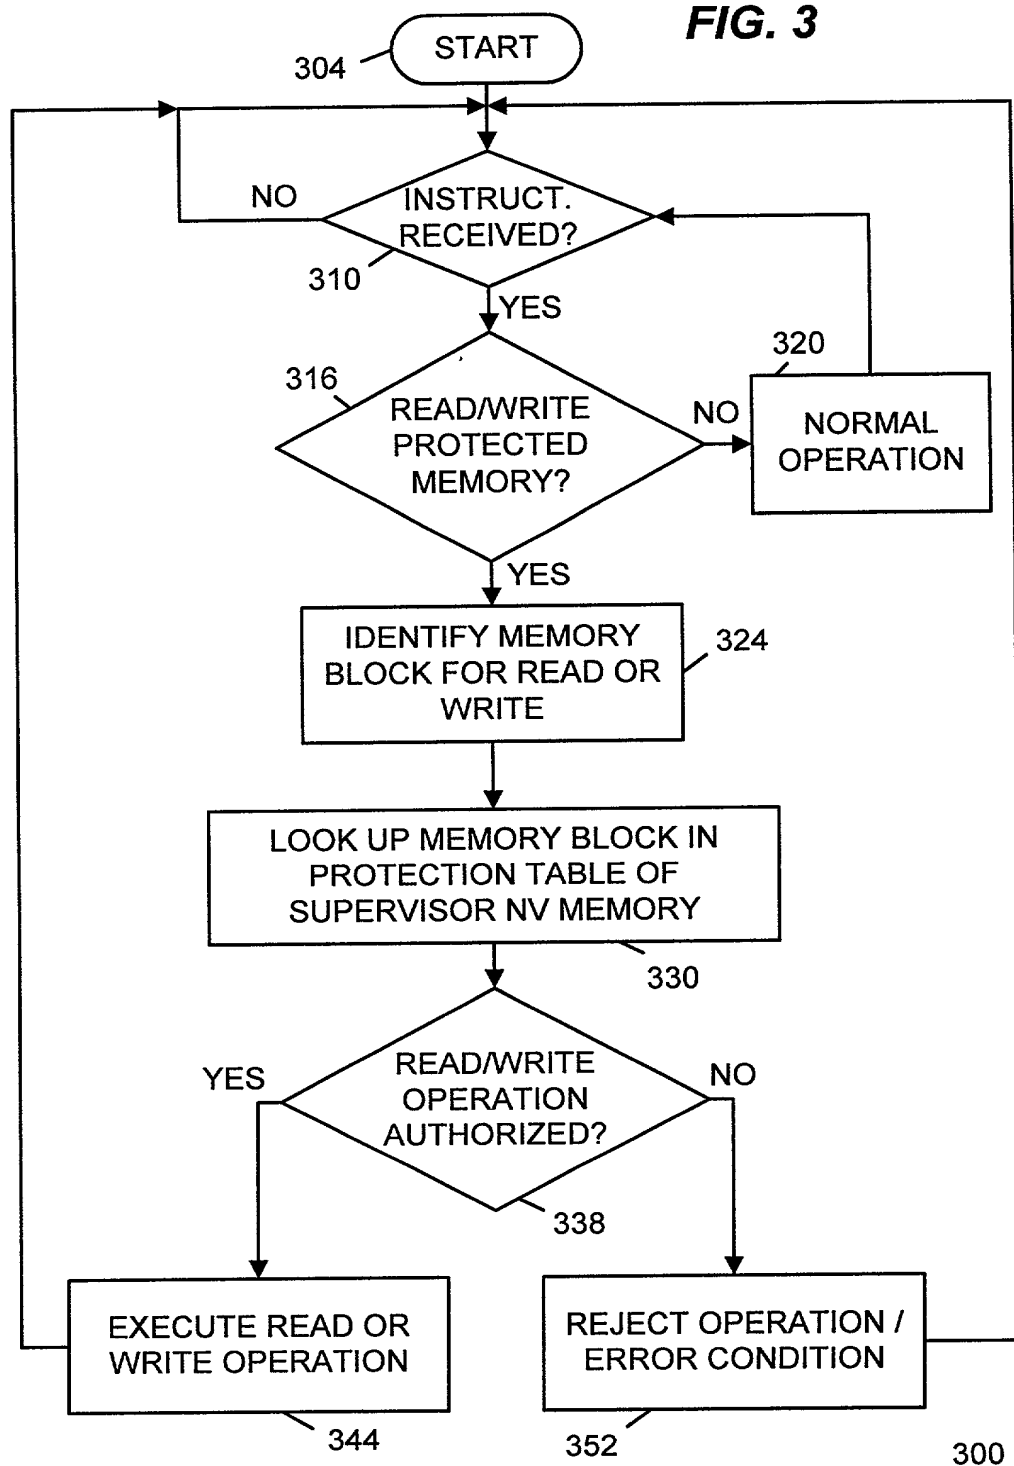 FIG. 3
START
304
NO
INSTRUCT.
RECEIVED?
310
YES
320
316
READ/WRITE
PROTECTED
MEMORY?
NO
NORMAL
OPERATION
YES
IDENTIFY MEMORY
BLOCK FOR READ OR
WRITE
324
LOOK UP MEMORY BLOCK IN
PROTECTION TABLE OF
SUPERVISOR NV MEMORY
330
YES
READ/WRITE
OPERATION
AUTHORIZED?
NO
338
EXECUTE READ OR
WRITE OPERATION
REJECT OPERATION /
ERROR CONDITION
344
352
300